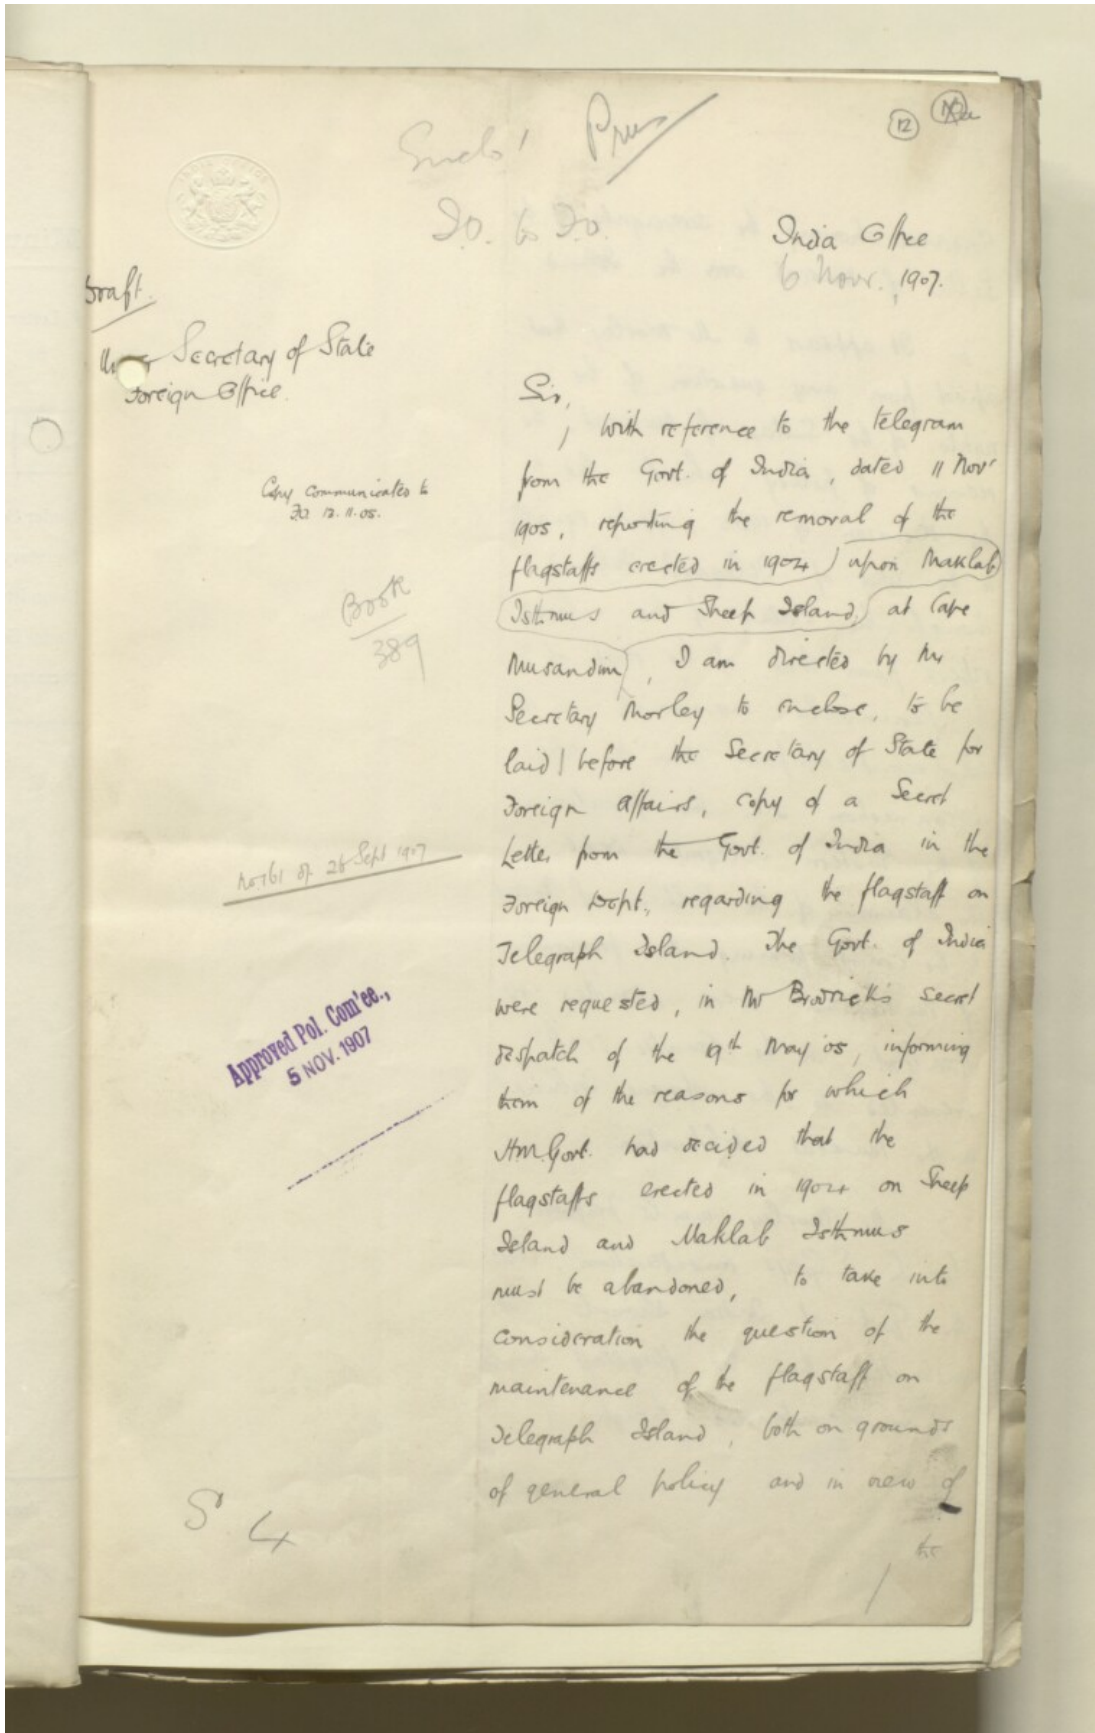 12
Press
I.O. to F.O.
India Office
6 Novr. 1907.
INDIA OFFICE
Draft.
Under Secretary of State
Foreign Office.
Sir,
With reference to the telegram
from the Govt. of India, dated 11 Novr
1905, reporting the removal of the
flagstaffs erected in 1904 upon Maklab
Isthmus and Sheep Island at Cape
Musandim, I am directed by Mr
Secretary Morley to enclose, to be
laid before the Secretary of State for
Foreign Affairs, copy of a Secret
Letter from the Govt. of India in the
Foreign Dept., regarding the flagstaff on
Telegraph Island. The Govt. of India
were requested, in Mr Brodrick's secret
despatch of the 19th May '05, informing
them of the reasons for which
H.M. Govt. had decided that the
flagstaffs erected in 1904 on Sheep
Island and Maklab Isthmus
must be abandoned, to take into
consideration the question of the
maintenance of the flagstaff on
Telegraph Island, both on grounds
of general policy and in view of
the
Copy communicated to
FO 13.11.05.
Book
389
No. 161 of 26 Sept 1907
Approved Pol. Com'ee.,
5 NOV. 1907
S. 4